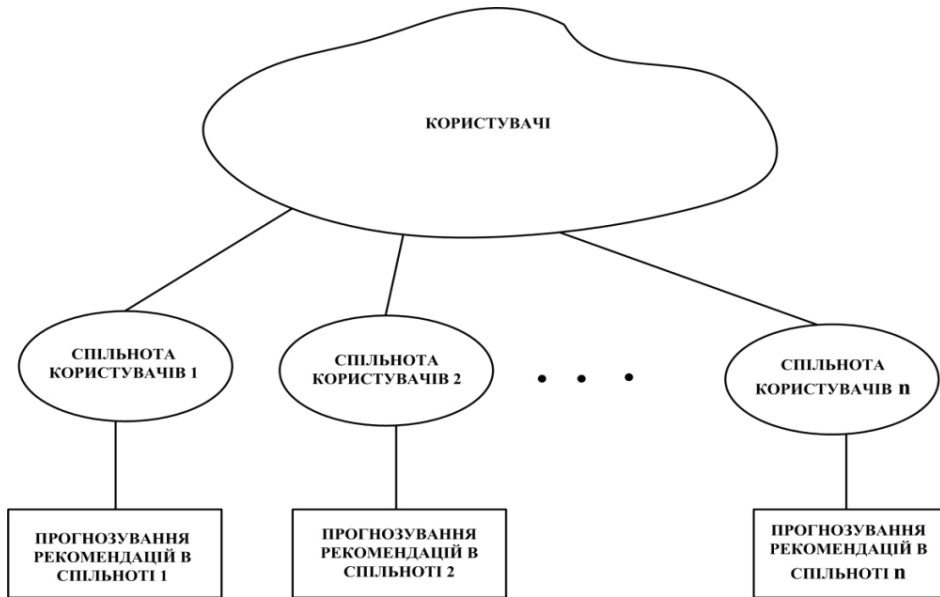 КОРИСТУВАЧІ
СПІЛЬНОТА
КОРИСТУВАЧІВ 1
СПІЛЬНОТА
КОРИСТУВАЧІВ 2
СПІЛЬНОТА
КОРИСТУВАЧІВ n
ПРОГНОЗУВАННЯ
РЕКОМЕНДАЦІЙ В
СПІЛЬНОТІ 1
ПРОГНОЗУВАННЯ
РЕКОМЕНДАЦІЙ В
СПІЛЬНОТІ 2
ПРОГНОЗУВАННЯ
РЕКОМЕНДАЦІЙ В
СПІЛЬНОТІ n